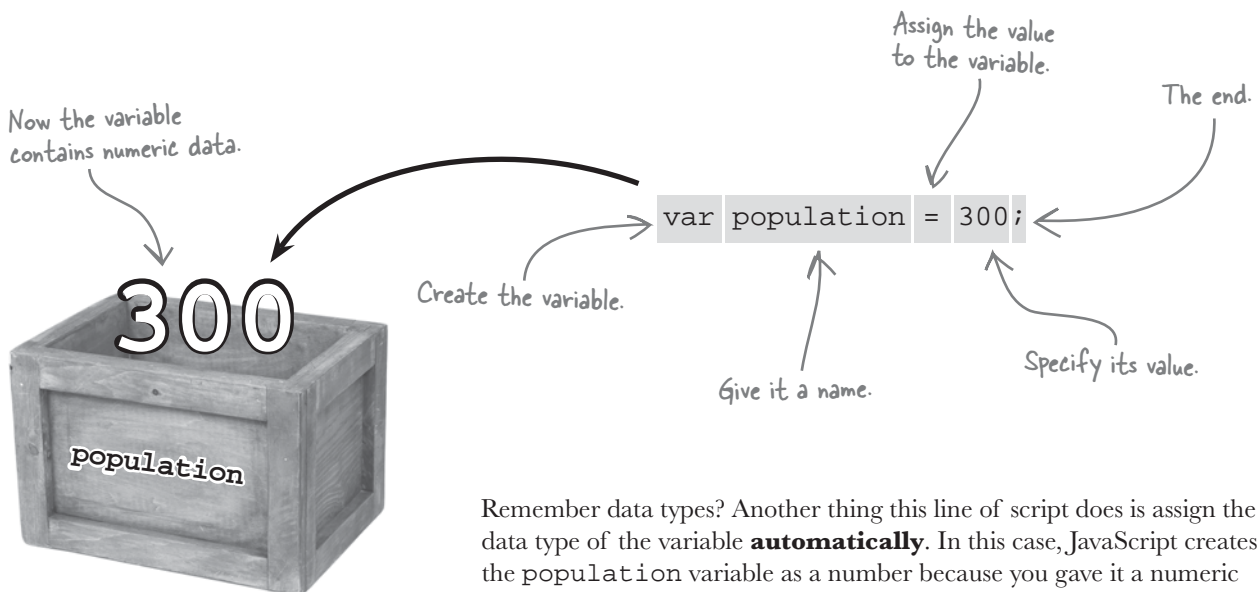 Assign the value
to the variable.
The end.
Now the variable
contains numeric data.
var population = 300;
Create the variable.
Give it a name.
Specify its value.
300
population
Remember data types? Another thing this line of script does is assign the
data type of the variable automatically. In this case, JavaScript creates
the population variable as a number because you gave it a numeric